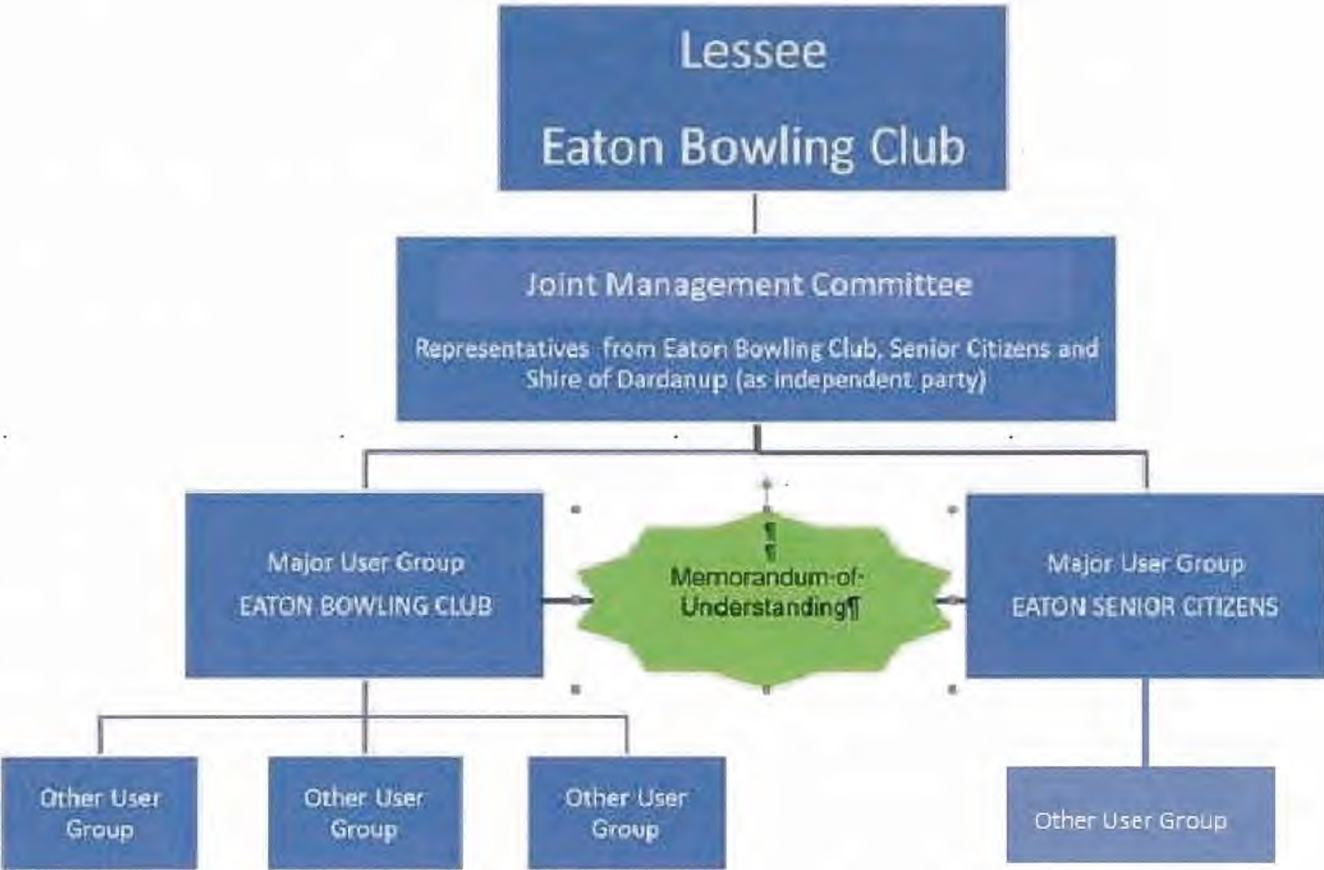 Lessee
Eaton Bowling Club
Joint Management Committee
Representatives from Eaton Bowling Club, Senior Citizens and
Shire of Dardanup (as independent party)
Major User Group
EATON BOWLING CLUB
¶
¶
Memorandum·of·
Understanding¶
Major User Group
EATON SENIOR CITIZENS
Other User
Group
Other User
Group
Other User
Group
Other User Group